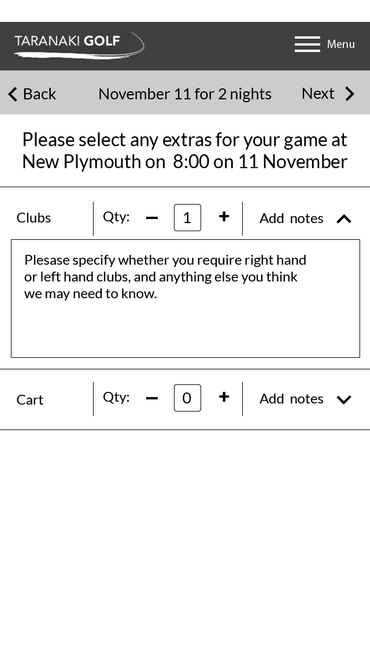 TARANAKI GOLF
Menu
Back November 11 for 2 nights Next
Please select any extras for your game at
New Plymouth on 8:00 on 11 November
Clubs Qty: − 1 + Add notes
Plesase specify whether you require right hand
or left hand clubs, and anything else you think
we may need to know.
Cart Qty: − 0 + Add notes